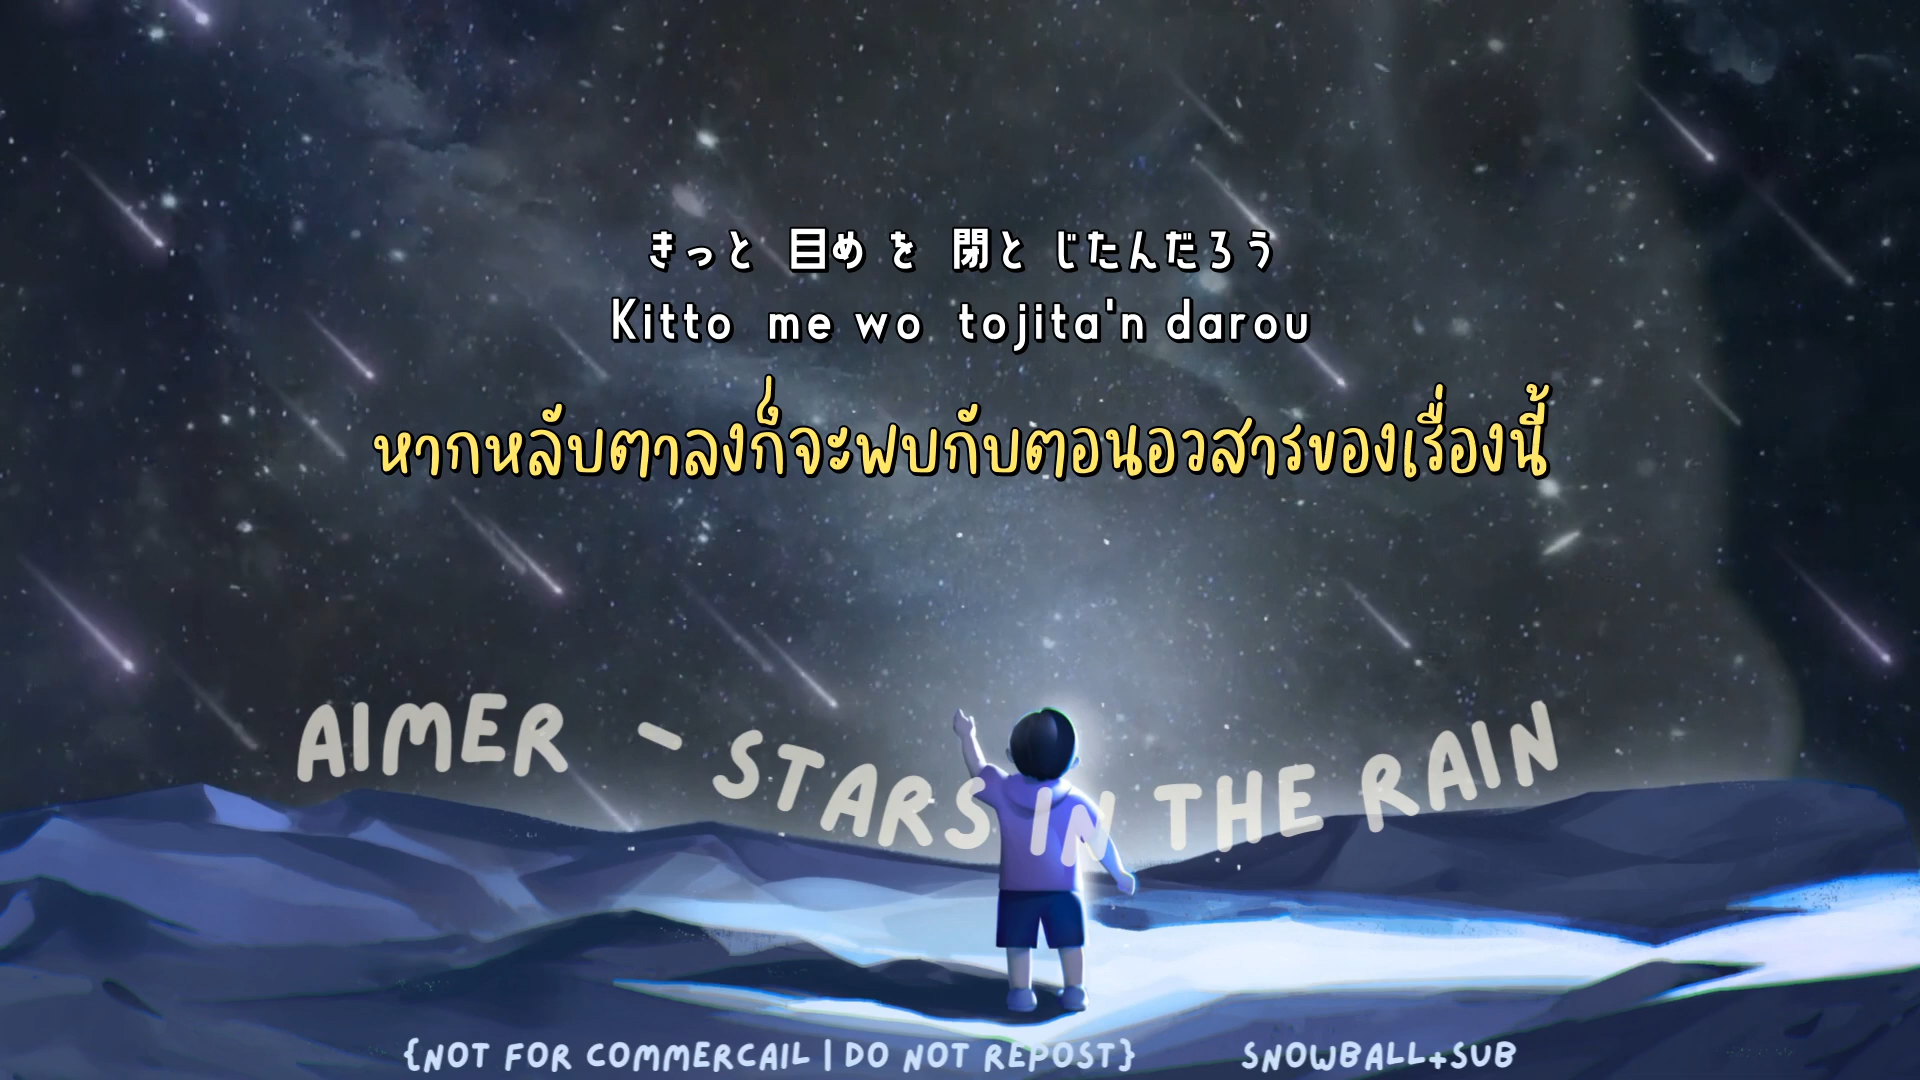 きっと 目め を 閉と じたんだろう
Kitto me wo tojita'n darou
หากหลับตาลงก็จะพบกับตอนอวสารของเรื่องนี้
AIMER - STARS IN THE RAIN
{NOT FOR COMMERCAIL | DO NOT REPOST} SNOWBALL+SUB